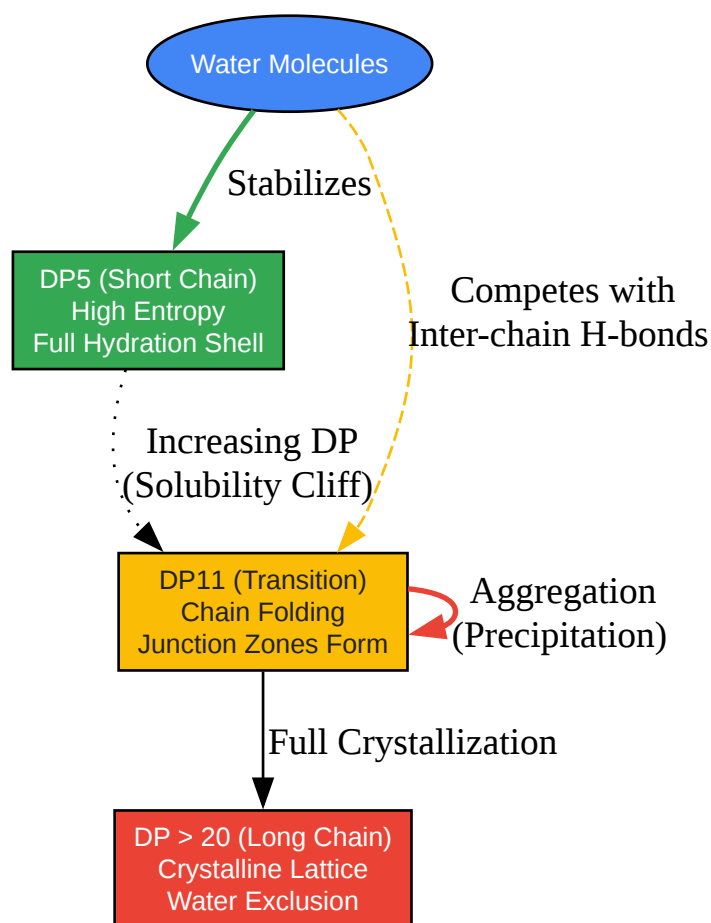 Water Molecules
Stabilizes
DP5 (Short Chain)
High Entropy
Full Hydration Shell
Competes with
Inter-chain H-bonds
Increasing DP
(Solubility Cliff)
DP11 (Transition)
Chain Folding
Junction Zones Form
Aggregation
(Precipitation)
Full Crystallization
DP > 20 (Long Chain)
Crystalline Lattice
Water Exclusion